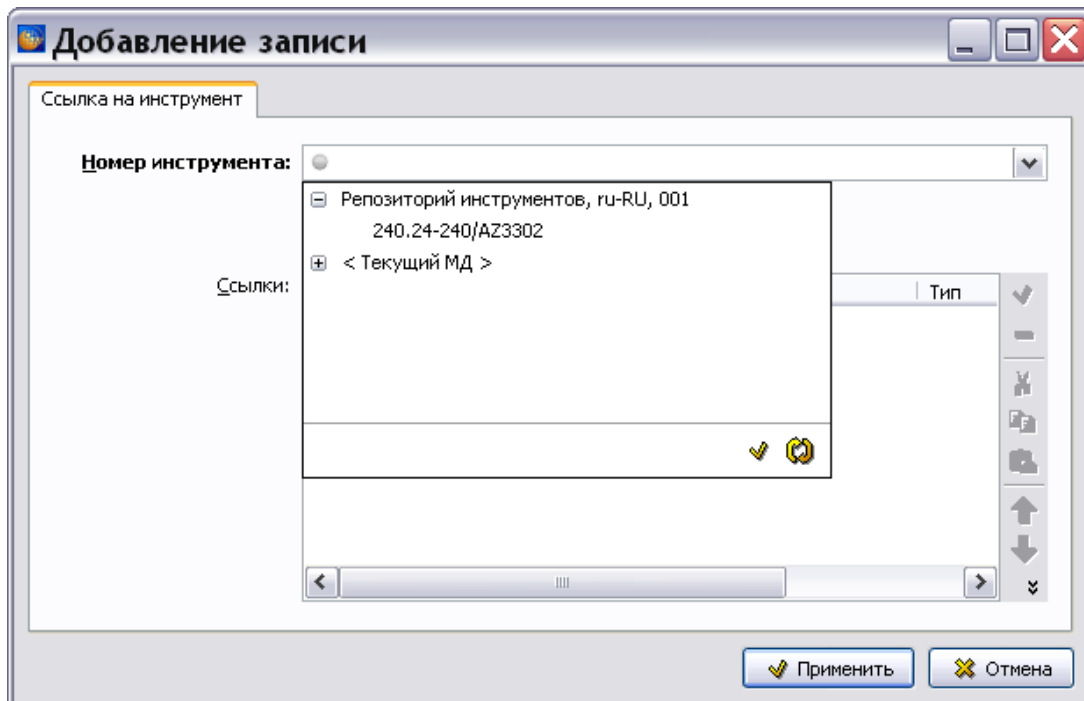 Добавление записи
Ссылка на инструмент
Номер инструмента:
Репозиторий инструментов, ru-RU, 001
240.24-240/AZ3302
< Текущий МД >
Ссылки:
Тип
Применить
Отмена